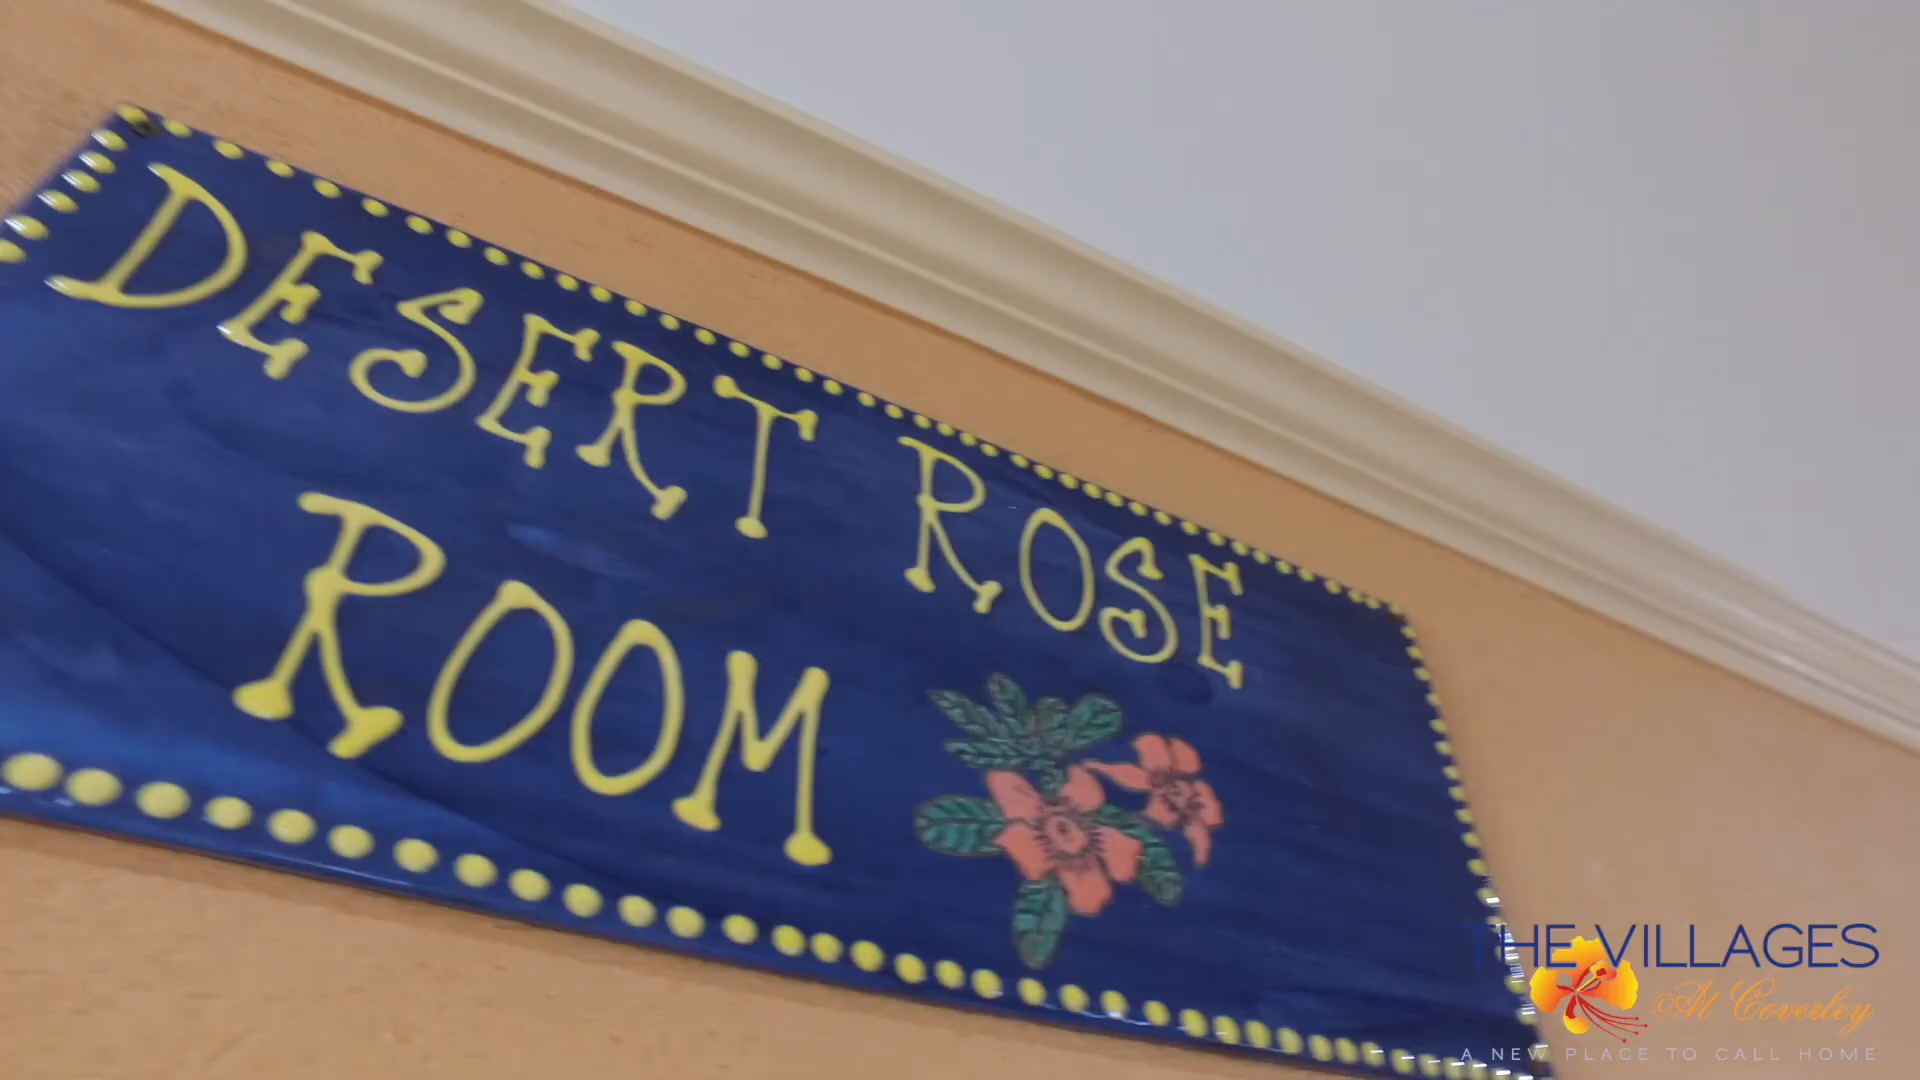 DESERT ROSE
ROOM
THE VILLAGES
At Coverley
A NEW PLACE TO CALL HOME